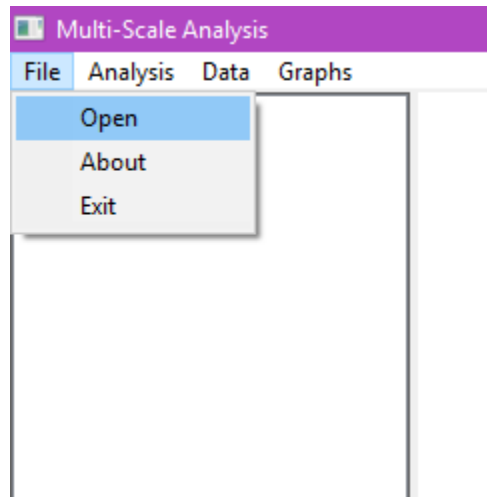 Multi-Scale Analysis
File Analysis Data Graphs
Open
About
Exit